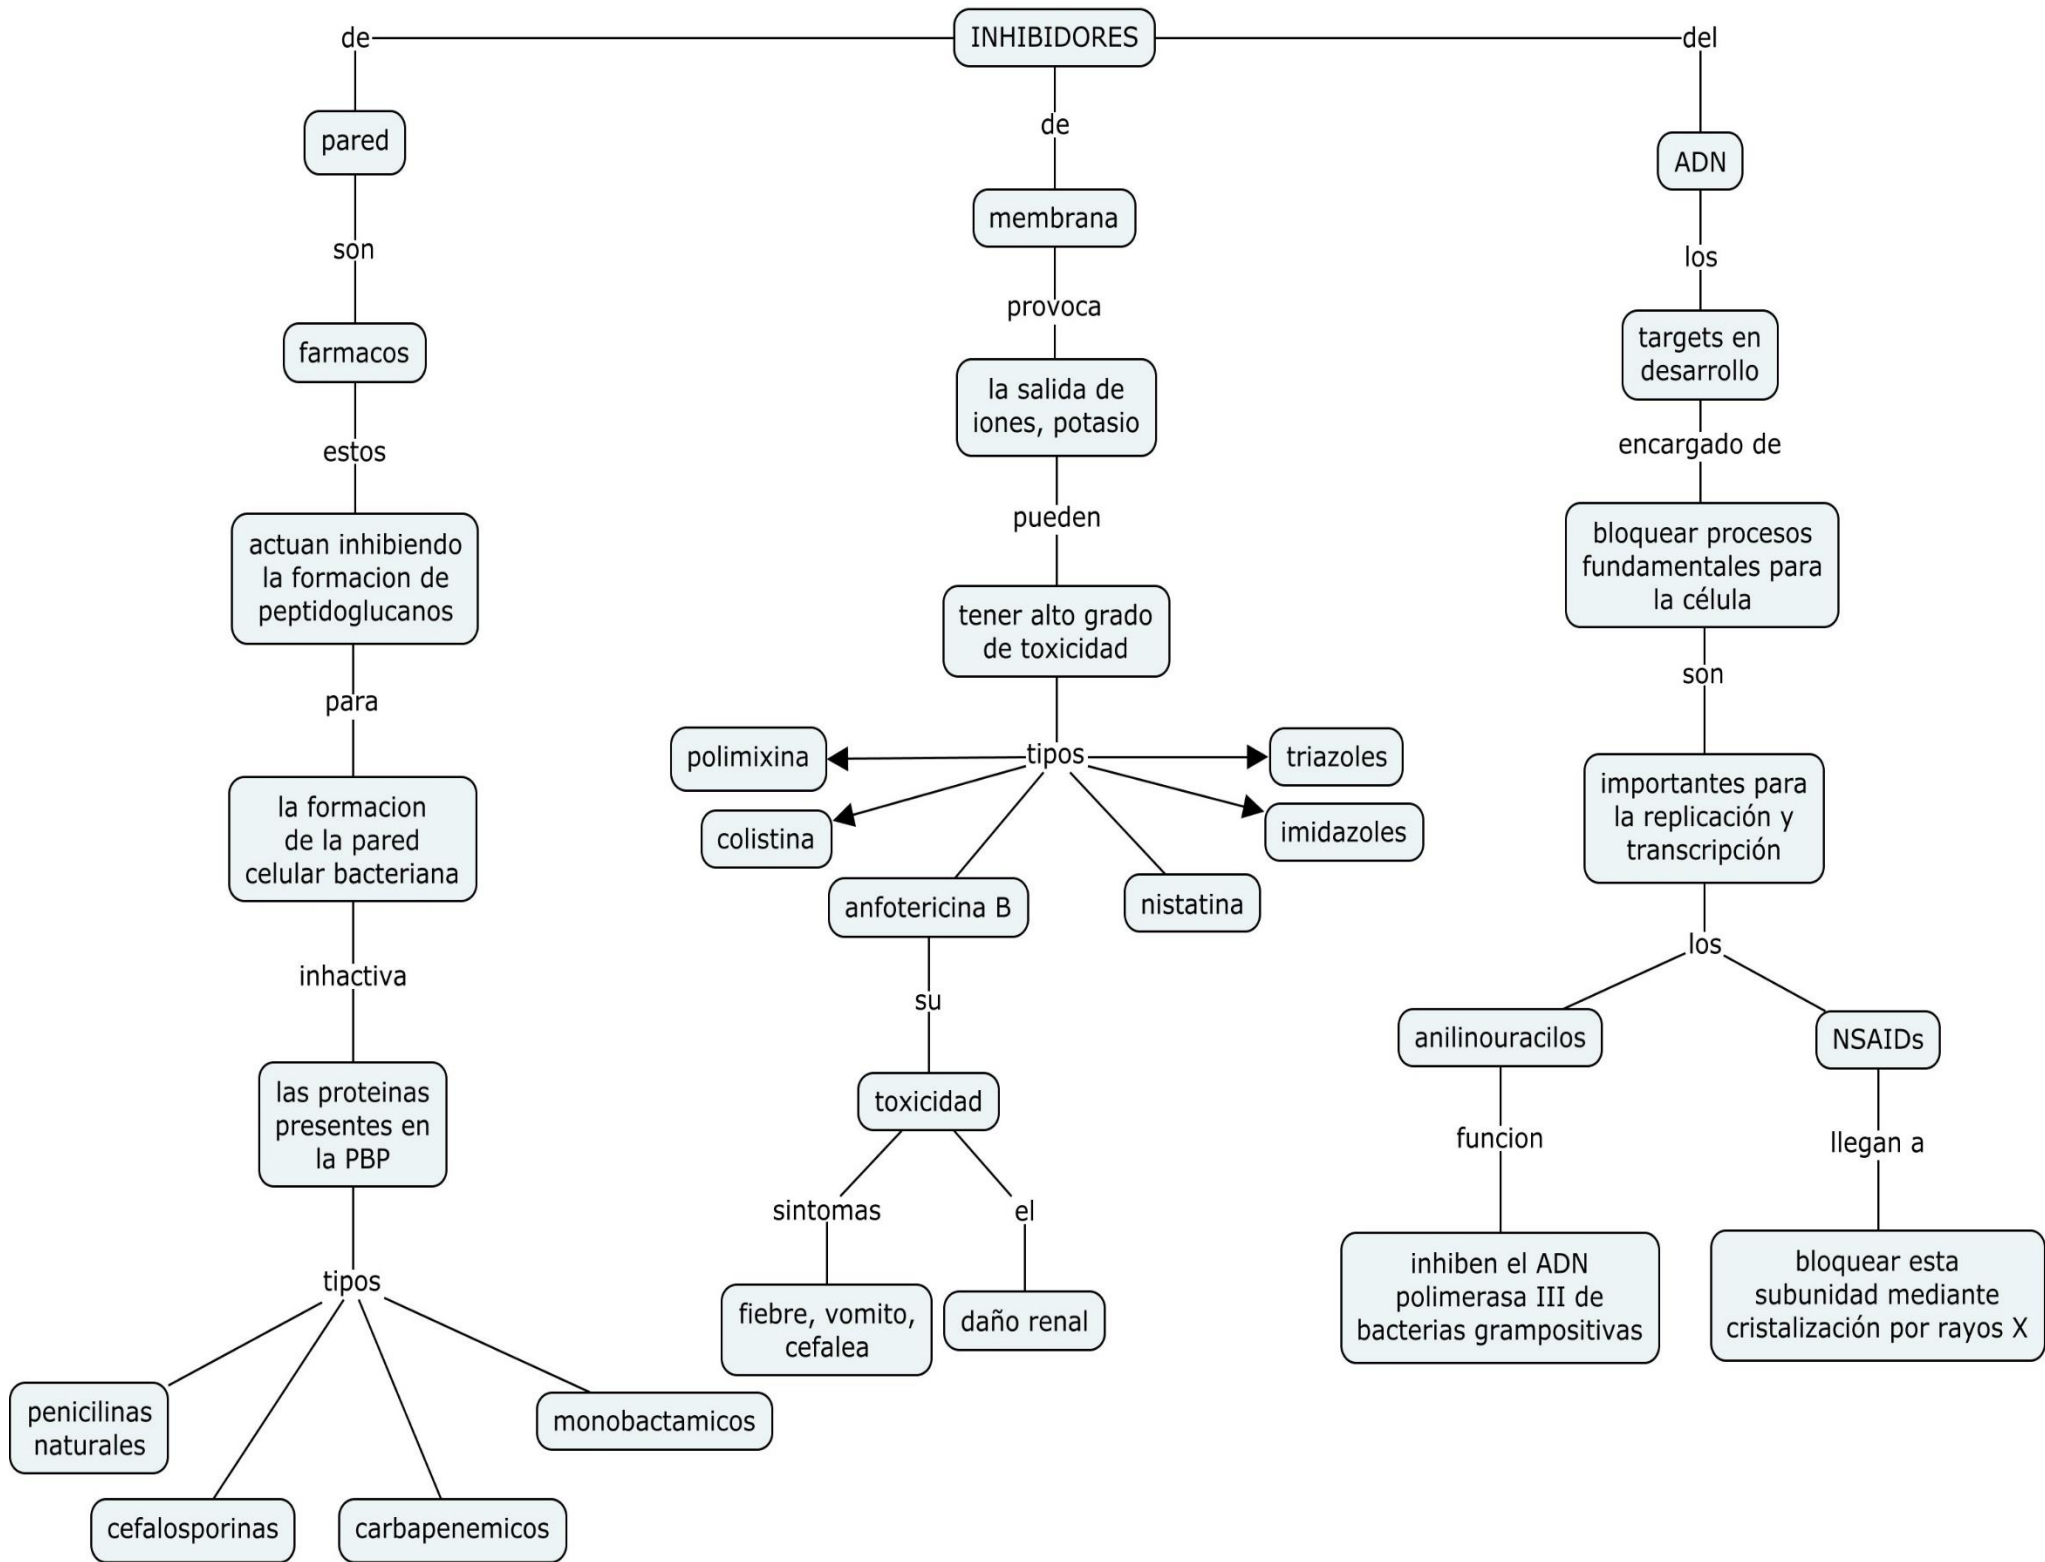 INHIBIDORES
de
pared
son
farmacos
estos
actuan inhibiendo
la formacion de
peptidoglucanos
para
la formacion
de la pared
celular bacteriana
inhactiva
las proteinas
presentes en
la PBP
tipos
penicilinas
naturales
cefalosporinas
carbapenemicos
monobactamicos
de
membrana
provoca
la salida de
iones, potasio
pueden
tener alto grado
de toxicidad
tipos
polimixina
colistina
anfotericina B
nistatina
imidazoles
triazoles
su
toxicidad
sintomas
fiebre, vomito,
cefalea
el
daño renal
del
ADN
los
targets en
desarrollo
encargado de
bloquear procesos
fundamentales para
la célula
son
importantes para
la replicación y
transcripción
los
anilinouracilos
funcion
inhiben el ADN
polimerasa III de
bacterias grampositivas
NSAIDs
llegan a
bloquear esta
subunidad mediante
cristalización por rayos X